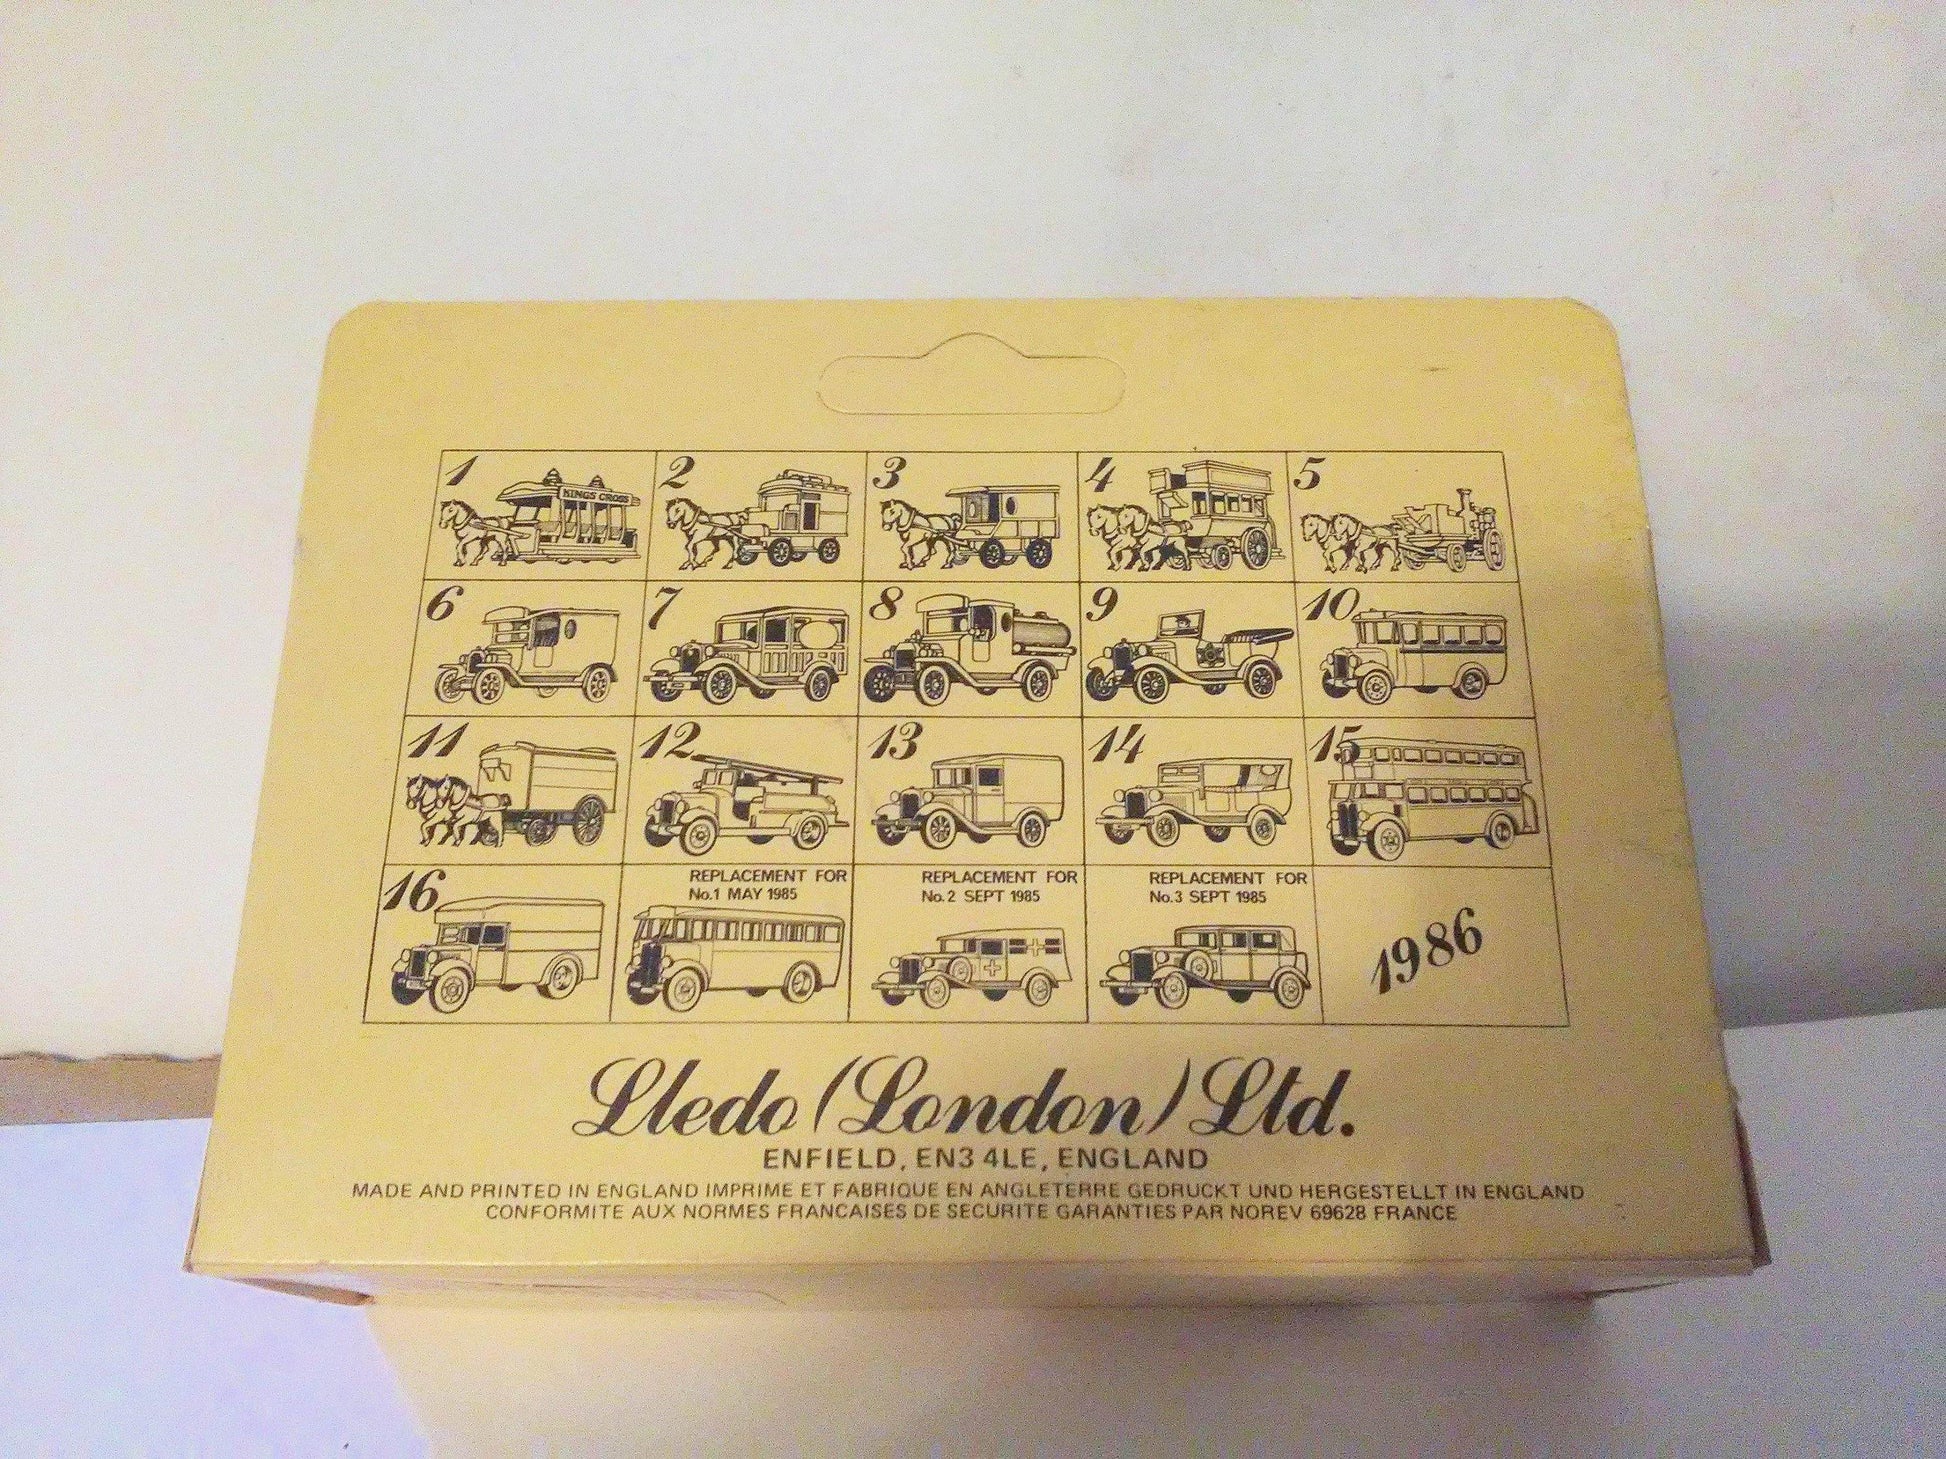 1 2 3 4 5
KINGS CROSS
6 7 8 9 10
11 12 13 14 15
16
REPLACEMENT FOR
No.1 MAY 1985
REPLACEMENT FOR
No.2 SEPT 1985
REPLACEMENT FOR
No.3 SEPT 1985
1986
Lledo (London) Ltd.
ENFIELD, EN3 4LE, ENGLAND
MADE AND PRINTED IN ENGLAND IMPRIME ET FABRIQUE EN ANGLETERRE GEDRUCKT UND HERGESTELLT IN ENGLAND
CONFORMITE AUX NORMES FRANCAISES DE SECURITE GARANTIES PAR NOREV 69628 FRANCE